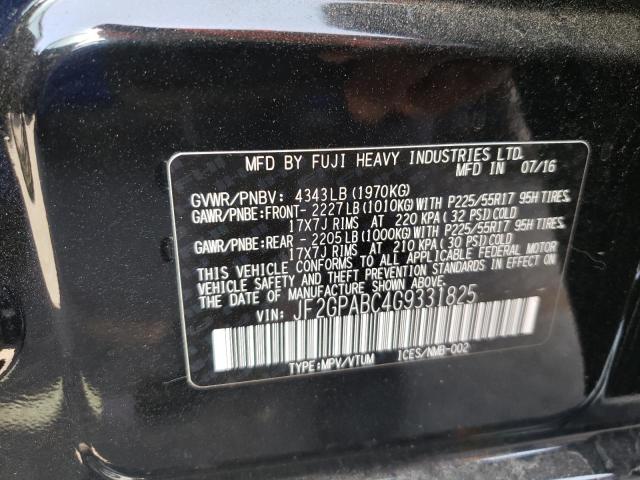 MFD BY FUJI HEAVY INDUSTRIES LTD.
MFD IN 07/16
GVWR/PNBV: 4343LB(1970KG)
GAWR/PNBE:FRONT- 2227LB(1010KG)WITH P225/55R17 95H TIRES,
17X7J RIMS AT 220 KPA(32 PSI)COLD
GAWR/PNBE:REAR - 2205LB(1000KG)WITH P225/55R17 95H TIRES,
17X7J RIMS AT 210 KPA(30 PSI)COLD
THIS VEHICLE CONFORMS TO ALL APPLICABLE FEDERAL MOTOR
VEHICLE SAFETY AND THEFT PREVENTION STANDARDS IN EFFECT
ON THE DATE OF MANUFACTURE SHOWN ABOVE.
VIN: JF2GPABC4G9331825
TYPE:MPV/VTUM ICES/NMB-002